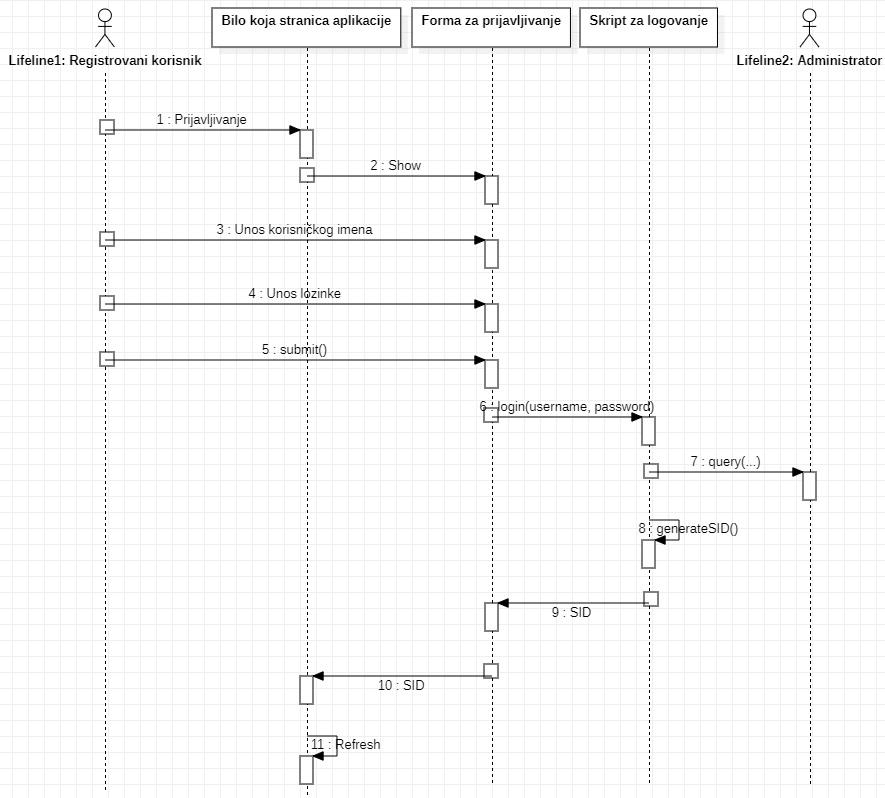 Bilo koja stranica aplikacije
Forma za prijavljivanje
Skript za logovanje
Lifeline1: Registrovani korisnik
Lifeline2: Administrator
1 : Prijavljivanje
2 : Show
3 : Unos korisničkog imena
4 : Unos lozinke
5 : submit()
6 : login(username, password)
7 : query(...)
8 : generateSID()
9 : SID
10 : SID
11 : Refresh